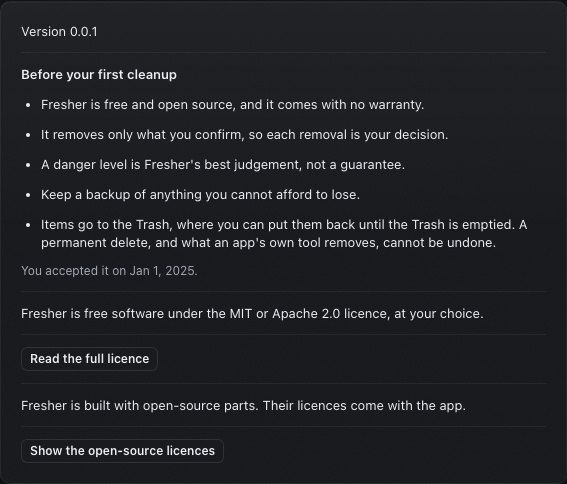 Version 0.0.1
Before your first cleanup
• Fresher is free and open source, and it comes with no warranty.
• It removes only what you confirm, so each removal is your decision.
• A danger level is Fresher's best judgement, not a guarantee.
• Keep a backup of anything you cannot afford to lose.
• Items go to the Trash, where you can put them back until the Trash is emptied. A
permanent delete, and what an app's own tool removes, cannot be undone.
You accepted it on Jan 1, 2025.
Fresher is free software under the MIT or Apache 2.0 licence, at your choice.
Read the full licence
Fresher is built with open-source parts. Their licences come with the app.
Show the open-source licences